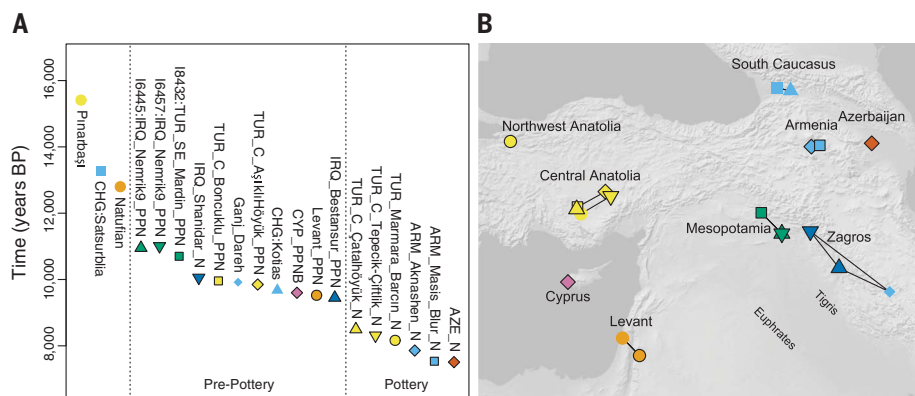 A
Time (years BP)
16,000
14,000
12,000
10,000
8,000
Pınarbaşı
CHG:Satsurblia
Natufian
I6445:IRQ_Nemrik9_PPN
I6457:IRQ_Nemrik9_PPN
I8432:TUR_SE_Mardin_PPN
IRQ_Shanidar_N
TUR_C_Boncuklu_PPN
Ganj_Dareh
TUR_C_AşıklıHöyük_PPN
CHG:Kotias
CYP_PPNB
Levant_PPN
IRQ_Bestansur_PPN
TUR_C_Çatalhöyük_N
TUR_C_Tepecik-Çiftlik_N
TUR_Marmara_Barcın_N
ARM_Aknashen_N
ARM_Masis_Blur_N
AZE_N
Pre-Pottery
Pottery
B
South Caucasus
Azerbaijan
Armenia
Northwest Anatolia
Central Anatolia
Mesopotamia
Zagros
Cyprus
Levant
Tigris
Euphrates